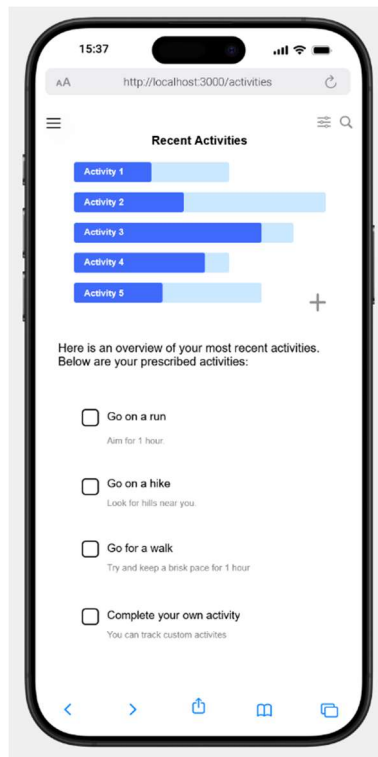 15:37
AA
http://localhost:3000/activities
Recent Activities
Activity 1
Activity 2
Activity 3
Activity 4
Activity 5
Here is an overview of your most recent activities.
Below are your prescribed activities:
Go on a run
Aim for 1 hour.
Go on a hike
Look for hills near you.
Go for a walk
Try and keep a brisk pace for 1 hour
Complete your own activity
You can track custom activites